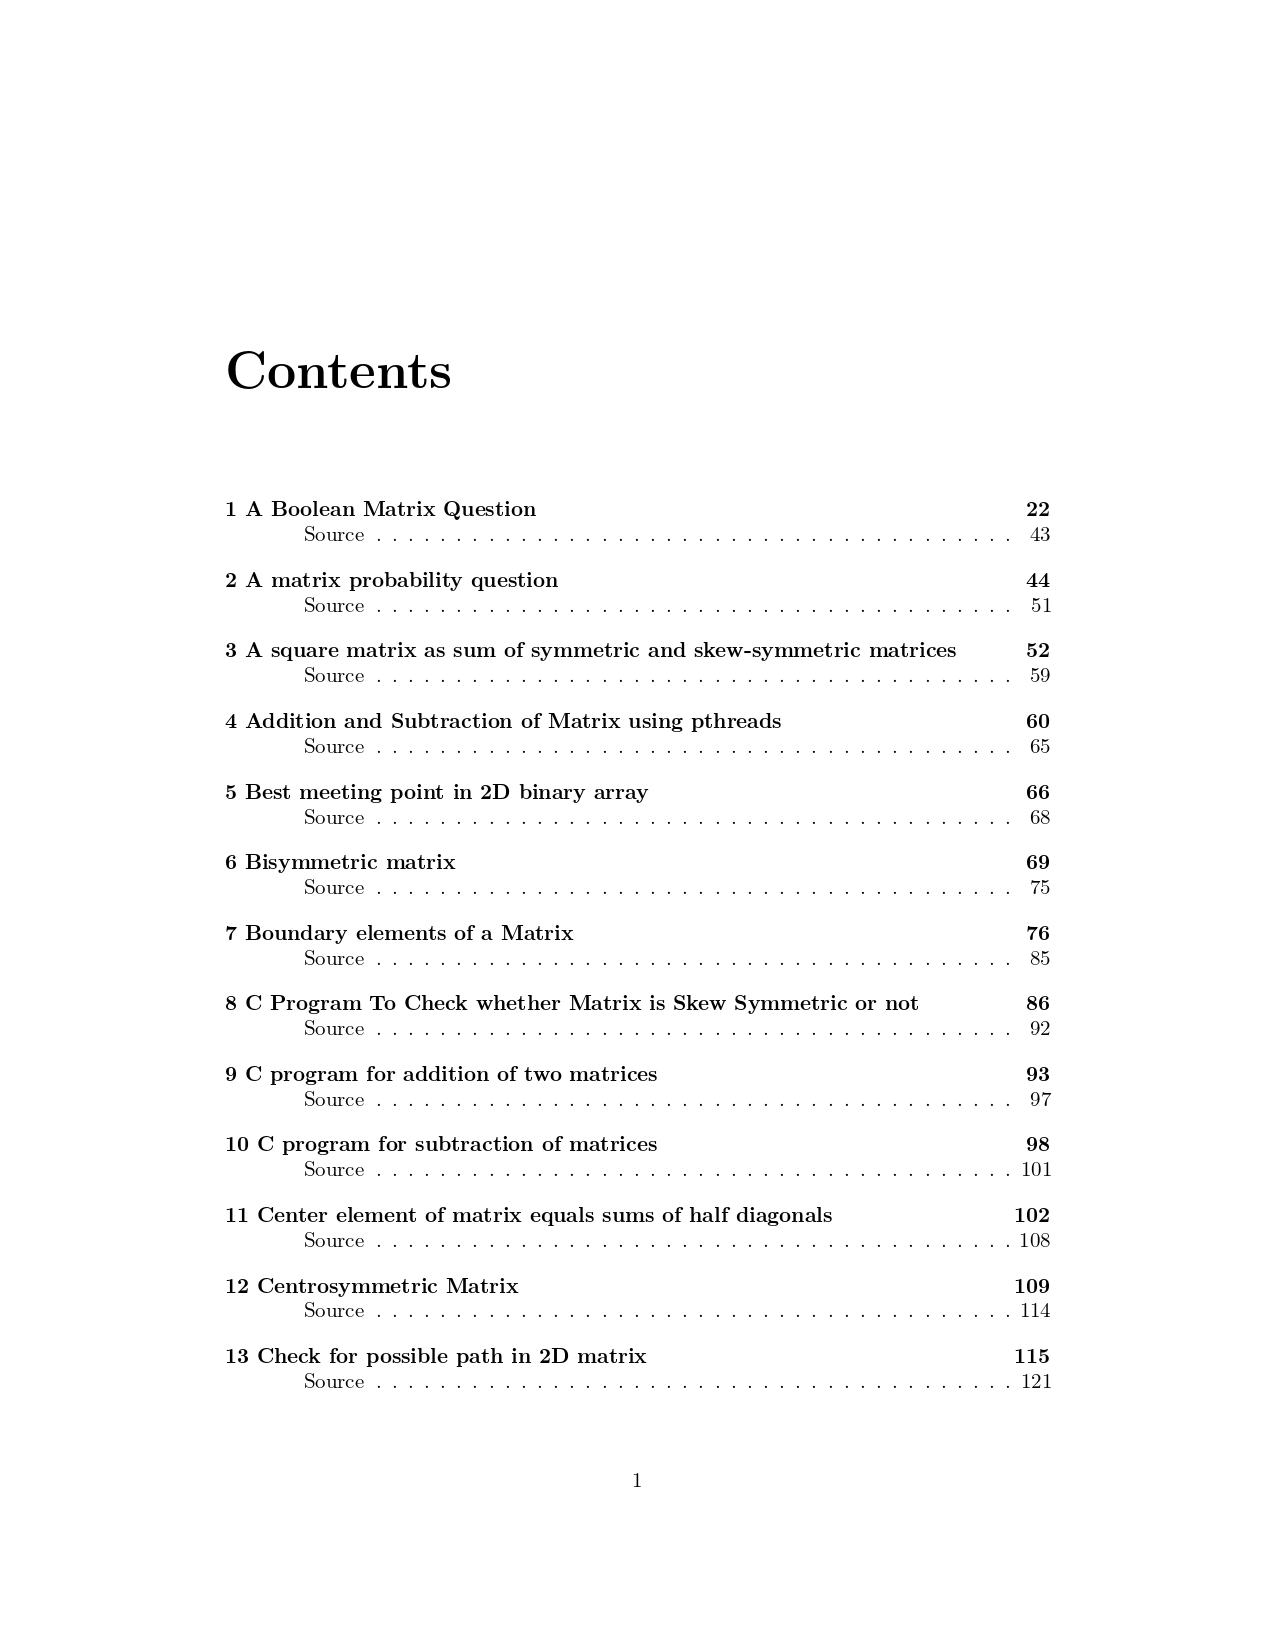 Contents
1 A Boolean Matrix Question 22
Source . . . . . . . . . . . . . . . . . . . . . . . . . . . . . . . . . . . . . . . . 43
2 A matrix probability question 44
Source . . . . . . . . . . . . . . . . . . . . . . . . . . . . . . . . . . . . . . . . 51
3 A square matrix as sum of symmetric and skew-symmetric matrices 52
Source . . . . . . . . . . . . . . . . . . . . . . . . . . . . . . . . . . . . . . . . 59
4 Addition and Subtraction of Matrix using pthreads 60
Source . . . . . . . . . . . . . . . . . . . . . . . . . . . . . . . . . . . . . . . . 65
5 Best meeting point in 2D binary array 66
Source . . . . . . . . . . . . . . . . . . . . . . . . . . . . . . . . . . . . . . . . 68
6 Bisymmetric matrix 69
Source . . . . . . . . . . . . . . . . . . . . . . . . . . . . . . . . . . . . . . . . 75
7 Boundary elements of a Matrix 76
Source . . . . . . . . . . . . . . . . . . . . . . . . . . . . . . . . . . . . . . . . 85
8 C Program To Check whether Matrix is Skew Symmetric or not 86
Source . . . . . . . . . . . . . . . . . . . . . . . . . . . . . . . . . . . . . . . . 92
9 C program for addition of two matrices 93
Source . . . . . . . . . . . . . . . . . . . . . . . . . . . . . . . . . . . . . . . . 97
10 C program for subtraction of matrices 98
Source . . . . . . . . . . . . . . . . . . . . . . . . . . . . . . . . . . . . . . . . 101
11 Center element of matrix equals sums of half diagonals 102
Source . . . . . . . . . . . . . . . . . . . . . . . . . . . . . . . . . . . . . . . . 108
12 Centrosymmetric Matrix 109
Source . . . . . . . . . . . . . . . . . . . . . . . . . . . . . . . . . . . . . . . . 114
13 Check for possible path in 2D matrix 115
Source . . . . . . . . . . . . . . . . . . . . . . . . . . . . . . . . . . . . . . . . 121
1